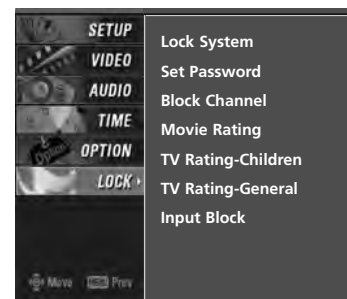 SETUP
VIDEO
AUDIO
TIME
OPTION
LOCK
Lock System
Set Password
Block Channel
Movie Rating
TV Rating-Children
TV Rating-General
Input Block
Move
Prev